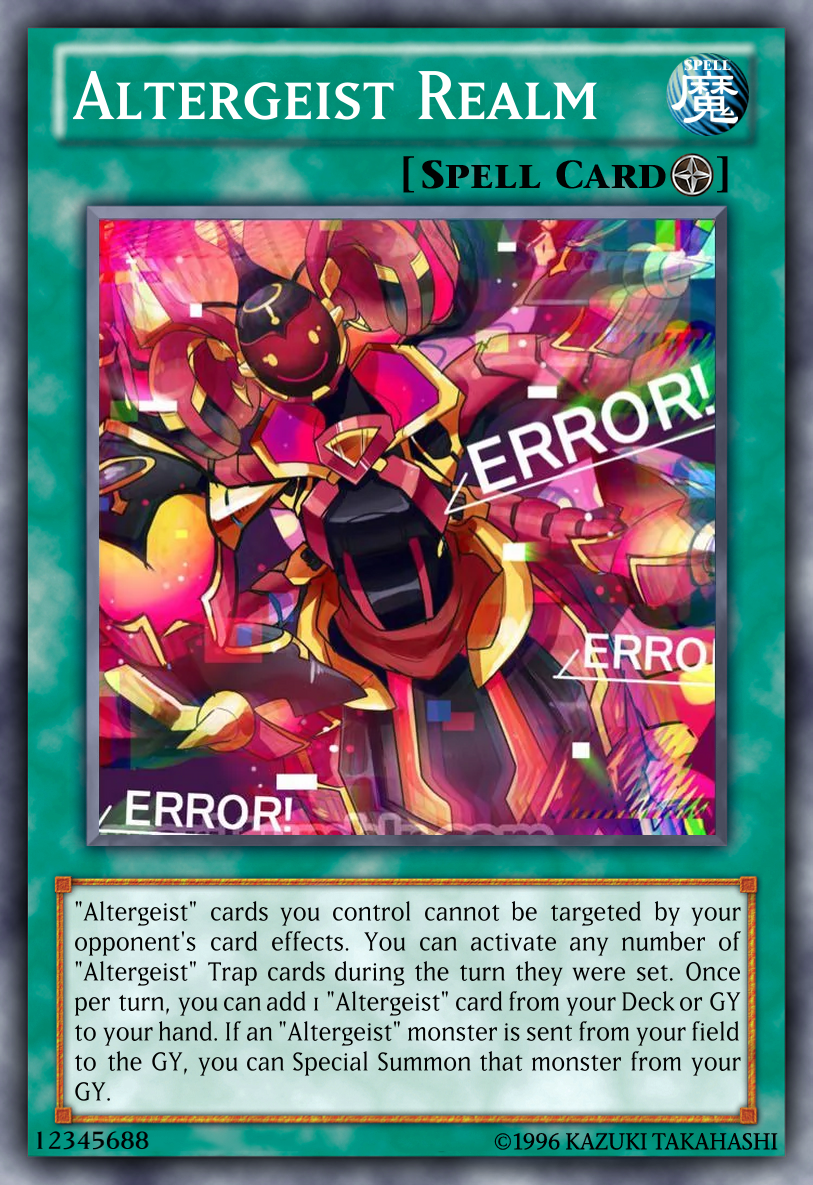 Altergeist Realm
SPELL
魔
[Spell Card]
ERROR!
ERRO
ERROR!
"Altergeist" cards you control cannot be targeted by your
opponent's card effects. You can activate any number of
"Altergeist" Trap cards during the turn they were set. Once
per turn, you can add 1 "Altergeist" card from your Deck or GY
to your hand. If an "Altergeist" monster is sent from your field
to the GY, you can Special Summon that monster from your
GY.
12345688
©1996 KAZUKI TAKAHASHI